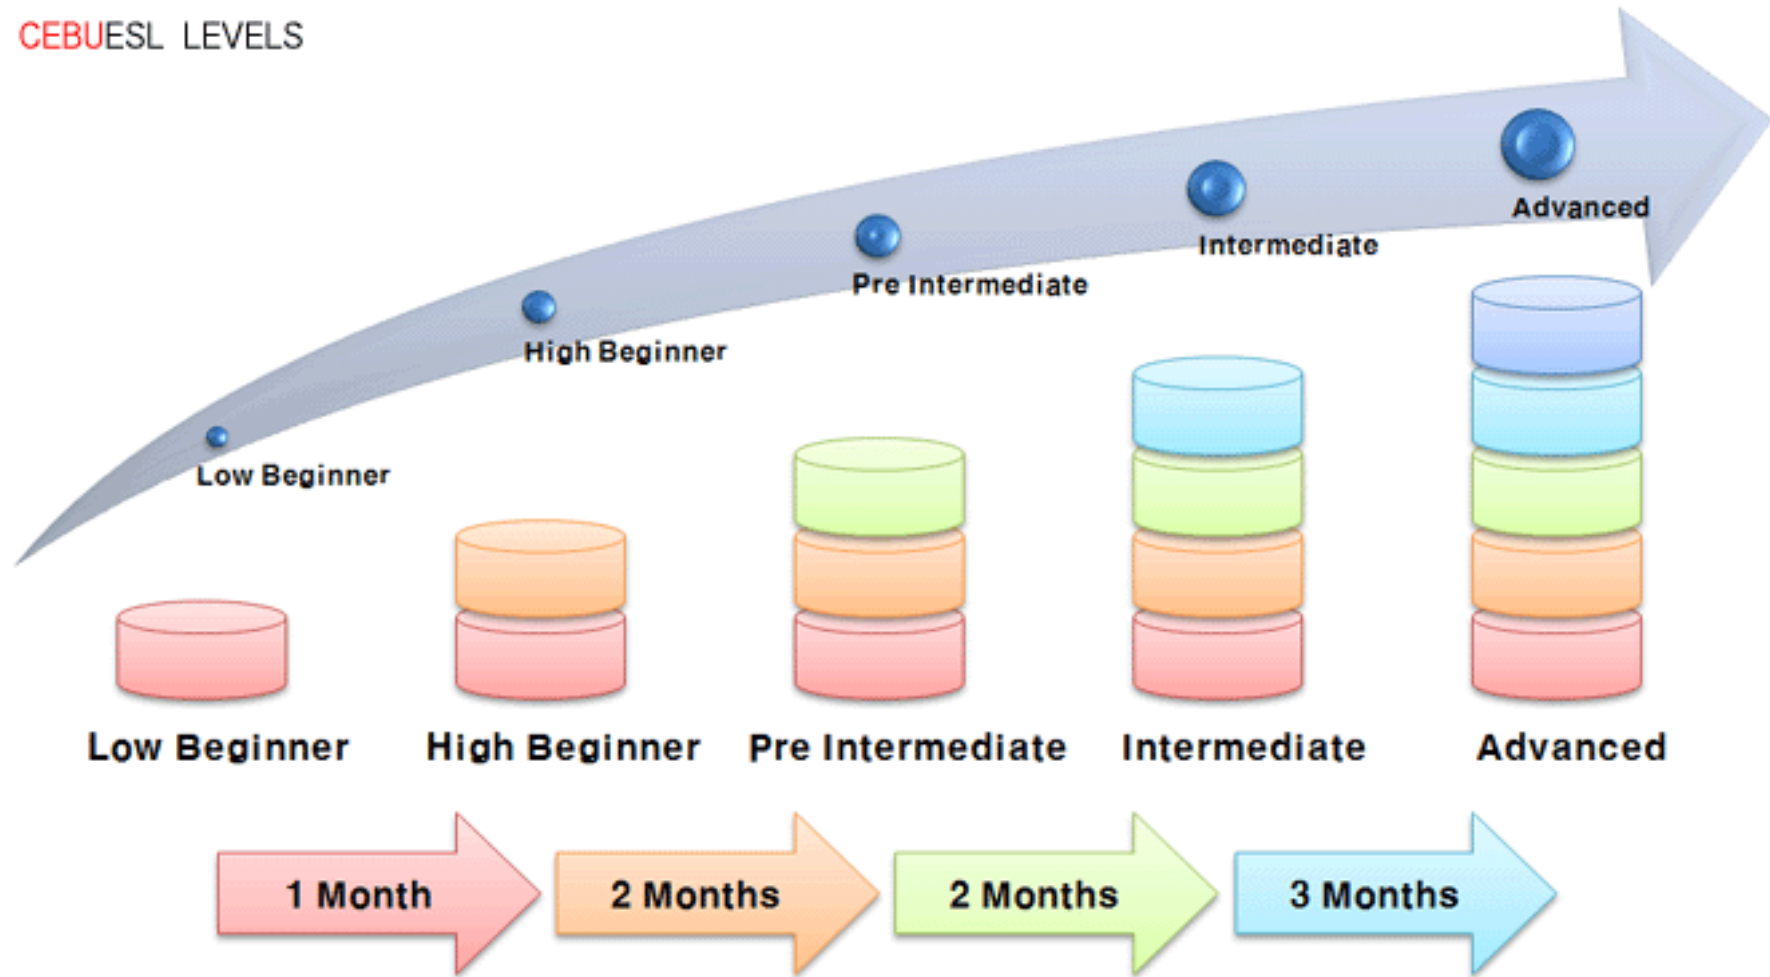 CEBUESL LEVELS
Advanced
Intermediate
Pre Intermediate
High Beginner
Low Beginner
Low Beginner
High Beginner
Pre Intermediate
Intermediate
Advanced
1 Month
2 Months
2 Months
3 Months